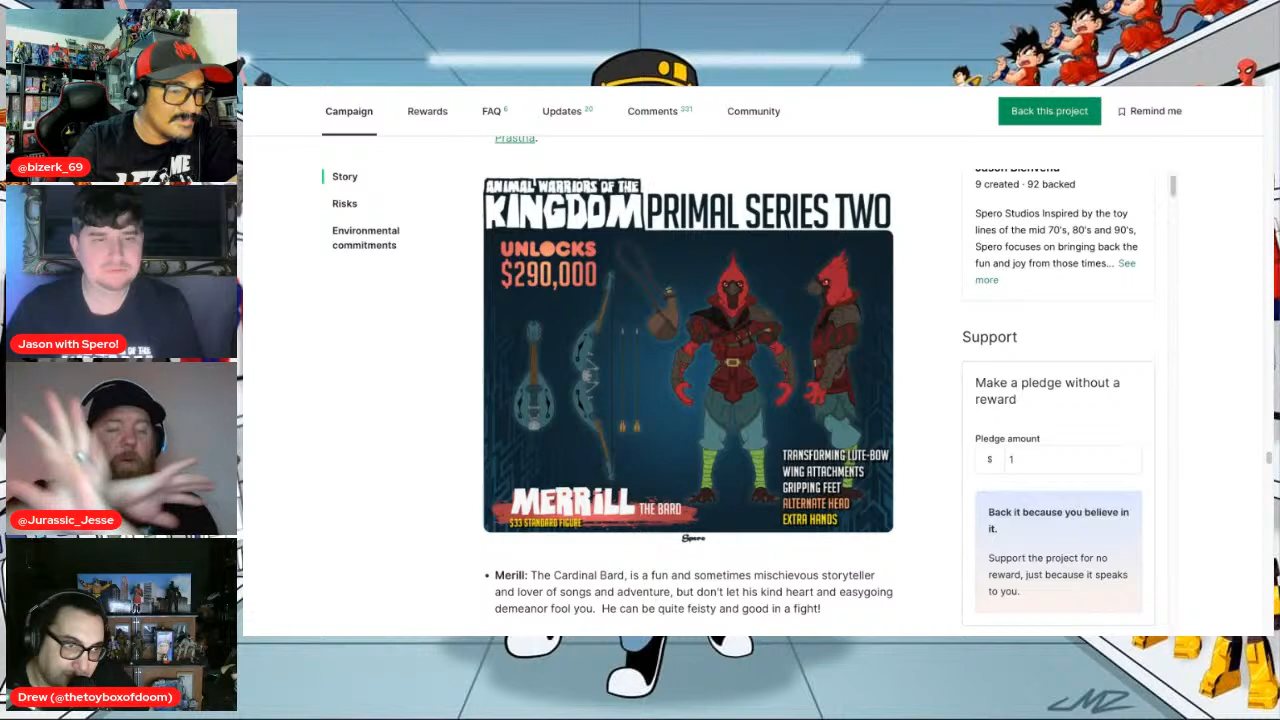 Campaign
Rewards
FAQ 6
Updates 20
Comments 331
Community
Back this project
Remind me
Prastna.
Story
Risks
Environmental
commitments
ANIMAL WARRIORS OF THE
KINGDOM PRIMAL SERIES TWO
UNLOCKS
$290,000
TRANSFORMING LUTE-BOW
WING ATTACHMENTS
GRIPPING FEET
ALTERNATE HEAD
EXTRA HANDS
MERRILL THE BARD
$33 STANDARD FIGURE
Spero
• Merill: The Cardinal Bard, is a fun and sometimes mischievous storyteller
and lover of songs and adventure, but don't let his kind heart and easygoing
demeanor fool you. He can be quite feisty and good in a fight!
Jason Bienvenu
9 created · 92 backed
Spero Studios Inspired by the toy
lines of the mid 70's, 80's and 90's,
Spero focuses on bringing back the
fun and joy from those times... See
more
Support
Make a pledge without a
reward
Pledge amount
$ 1
Back it because you believe in
it.
Support the project for no
reward, just because it speaks
to you.
@bizerk_69
Jason with Spero!
@Jurassic_Jesse
Drew (@thetoyboxofdoom)